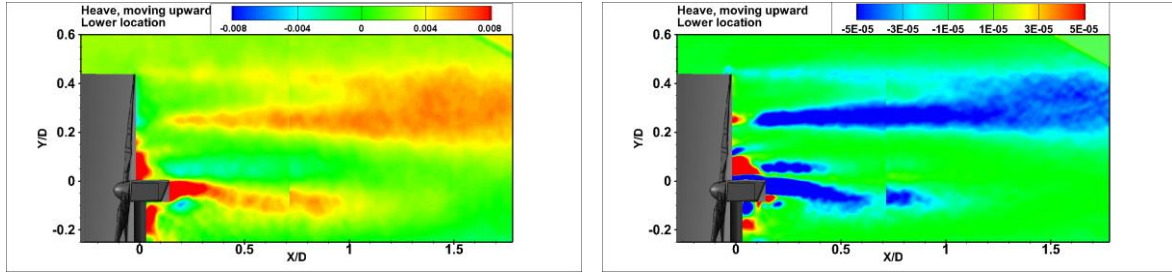 Heave, moving upward
Lower location
-0.008 -0.004 0 0.004 0.008
0.6
0.4
0.2
0
-0.2
Y/D
0 0.5 1 1.5
X/D
Heave, moving upward
Lower location
-5E-05 -3E-05 -1E-05 1E-05 3E-05 5E-05
0.6
0.4
0.2
0
-0.2
Y/D
0 0.5 1 1.5
X/D